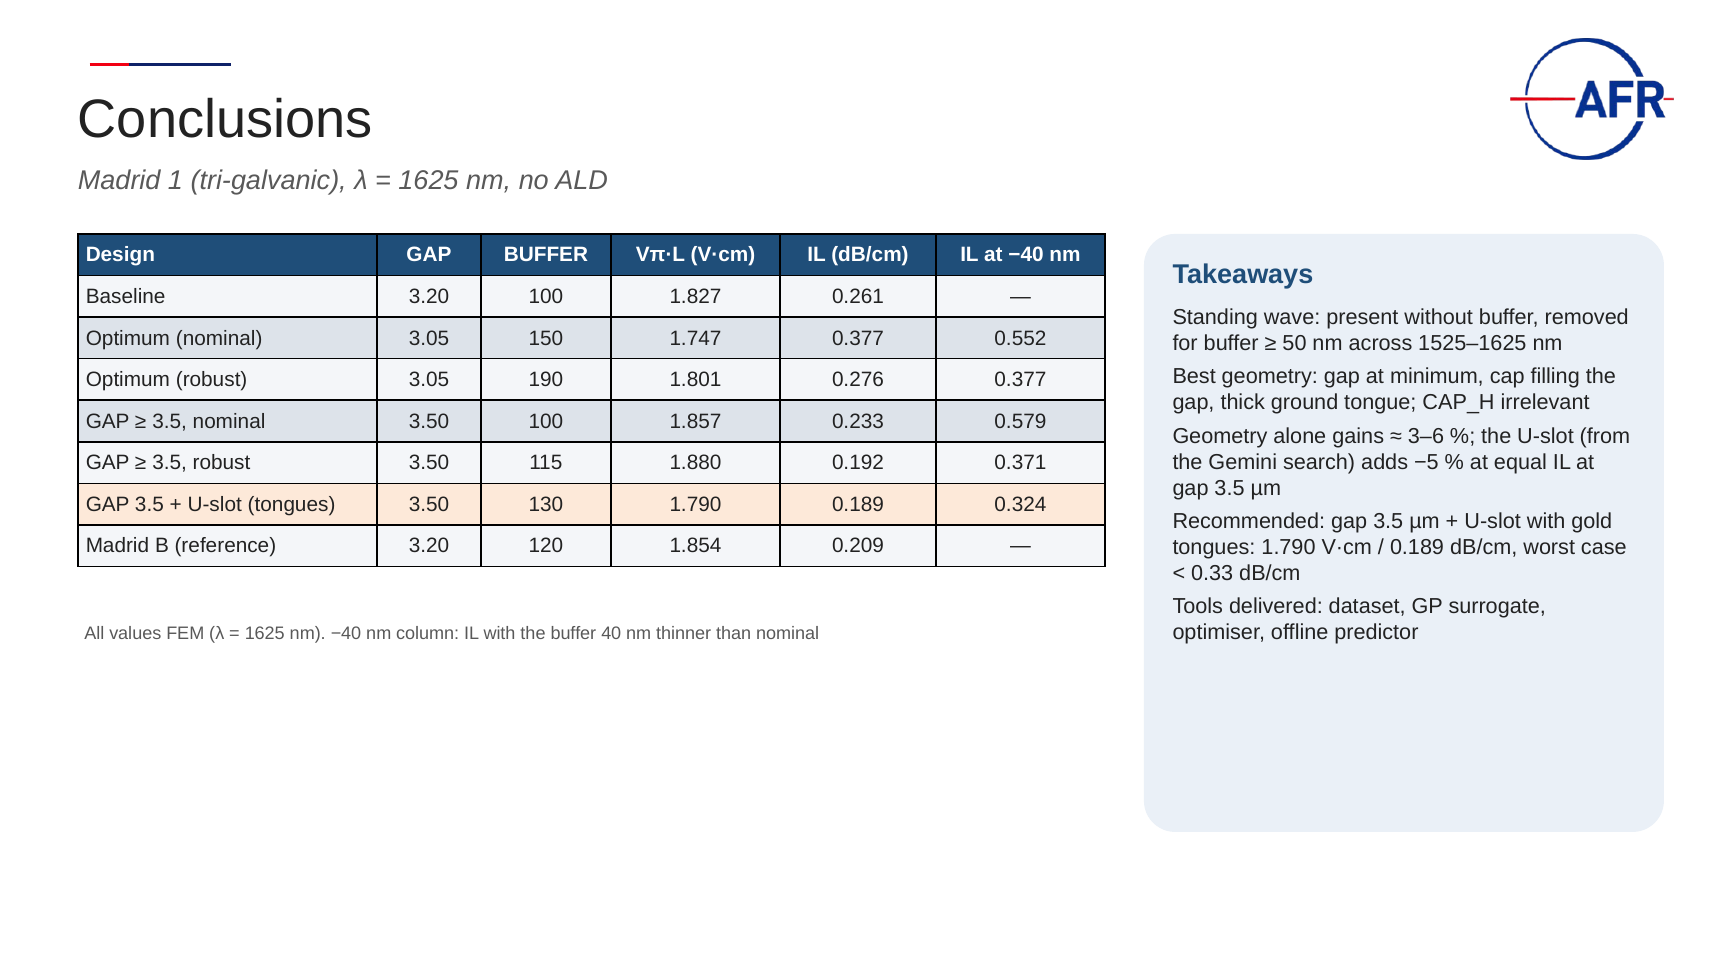 AFR
Conclusions
Madrid 1 (tri-galvanic), λ = 1625 nm, no ALD
Design GAP BUFFER Vπ·L (V·cm) IL (dB/cm) IL at −40 nm
Baseline 3.20 100 1.827 0.261 —
Optimum (nominal) 3.05 150 1.747 0.377 0.552
Optimum (robust) 3.05 190 1.801 0.276 0.377
GAP ≥ 3.5, nominal 3.50 100 1.857 0.233 0.579
GAP ≥ 3.5, robust 3.50 115 1.880 0.192 0.371
GAP 3.5 + U-slot (tongues) 3.50 130 1.790 0.189 0.324
Madrid B (reference) 3.20 120 1.854 0.209 —
All values FEM (λ = 1625 nm). −40 nm column: IL with the buffer 40 nm thinner than nominal
Takeaways
Standing wave: present without buffer, removed
for buffer ≥ 50 nm across 1525–1625 nm
Best geometry: gap at minimum, cap filling the
gap, thick ground tongue; CAP_H irrelevant
Geometry alone gains ≈ 3–6 %; the U-slot (from
the Gemini search) adds −5 % at equal IL at
gap 3.5 µm
Recommended: gap 3.5 µm + U-slot with gold
tongues: 1.790 V·cm / 0.189 dB/cm, worst case
< 0.33 dB/cm
Tools delivered: dataset, GP surrogate,
optimiser, offline predictor